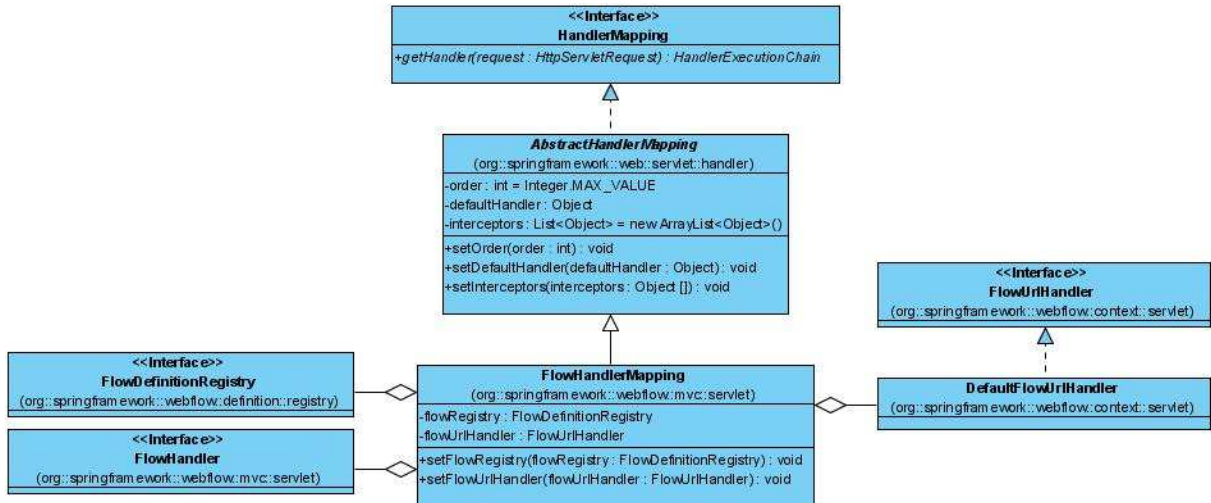 <<Interface>>
HandlerMapping
+getHandler(request : HttpServletRequest) : HandlerExecutionChain
AbstractHandlerMapping
(org::springframework::web::servlet::handler)
-order : int = Integer.MAX_VALUE
-defaultHandler : Object
-interceptors : List<Object> = new ArrayList<Object>()
+setOrder(order : int) : void
+setDefaultHandler(defaultHandler : Object) : void
+setInterceptors(interceptors : Object []) : void
<<Interface>>
FlowUrlHandler
(org::springframework::webflow::context::servlet)
<<Interface>>
FlowDefinitionRegistry
(org::springframework::webflow::definition::registry)
FlowHandlerMapping
(org::springframework::webflow::mvc::servlet)
-flowRegistry : FlowDefinitionRegistry
-flowUrlHandler : FlowUrlHandler
+setFlowRegistry(flowRegistry : FlowDefinitionRegistry) : void
+setFlowUrlHandler(flowUrlHandler : FlowUrlHandler) : void
DefaultFlowUrlHandler
(org::springframework::webflow::context::servlet)
<<Interface>>
FlowHandler
(org::springframework::webflow::mvc::servlet)